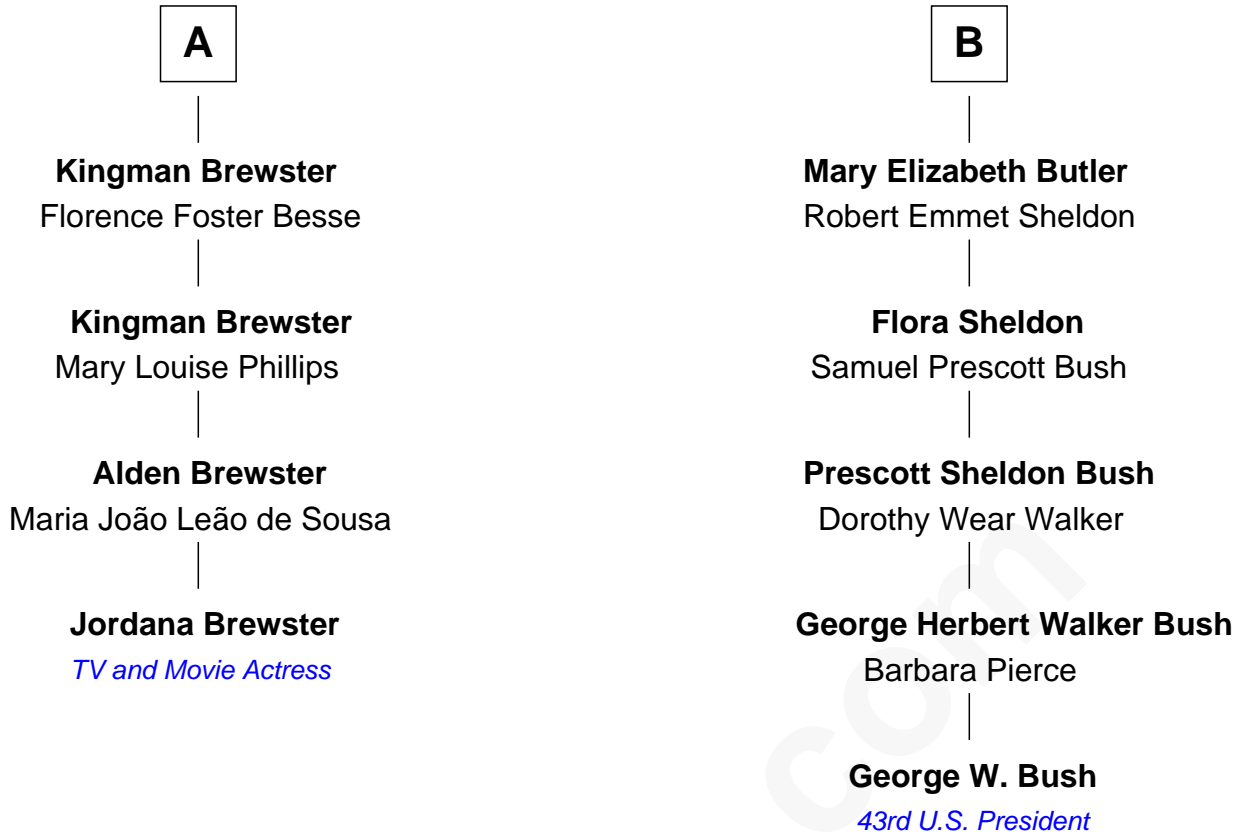 A
Kingman Brewster
Florence Foster Besse
Kingman Brewster
Mary Louise Phillips
Alden Brewster
Maria João Leão de Sousa
Jordana Brewster
TV and Movie Actress
B
Mary Elizabeth Butler
Robert Emmet Sheldon
Flora Sheldon
Samuel Prescott Bush
Prescott Sheldon Bush
Dorothy Wear Walker
George Herbert Walker Bush
Barbara Pierce
George W. Bush
43rd U.S. President
com